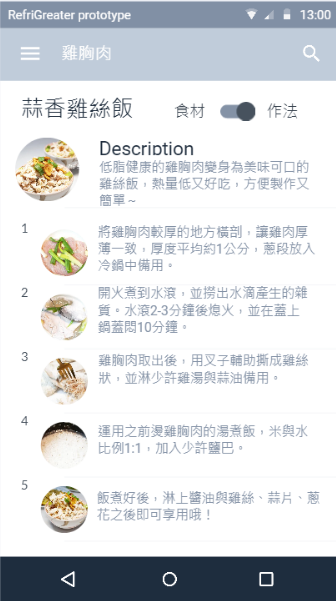 RefriGreater prototype
13:00
雞胸肉
蒜香雞絲飯
食材
作法
Description
低脂健康的雞胸肉變身為美味可口的
雞絲飯，熱量低又好吃，方便製作又
簡單～
1
將雞胸肉較厚的地方橫剖，讓雞肉厚
薄一致，厚度平均約1公分，蔥段放入
冷鍋中備用。
2
開火煮到水滾，並撈出水滴產生的雜
質。水滾2-3分鐘後熄火，並在蓋上
鍋蓋悶10分鐘。
3
雞胸肉取出後，用叉子輔助撕成雞絲
狀，並淋少許雞湯與蒜油備用。
4
運用之前燙雞胸肉的湯煮飯，米與水
比例1:1，加入少許鹽巴。
5
飯煮好後，淋上醬油與雞絲、蒜片、蔥
花之後即可享用哦！